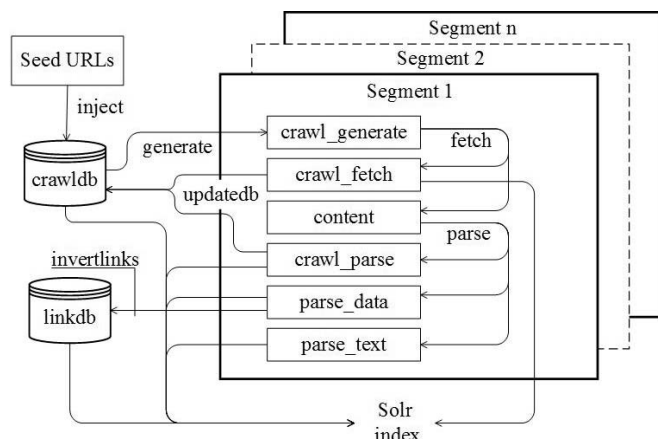 Segment n
Segment 2
Segment 1
Seed URLs
inject
generate
crawldb
updatedb
invertlinks
linkdb
crawl_generate
fetch
crawl_fetch
content
parse
crawl_parse
parse_data
parse_text
Solr
index